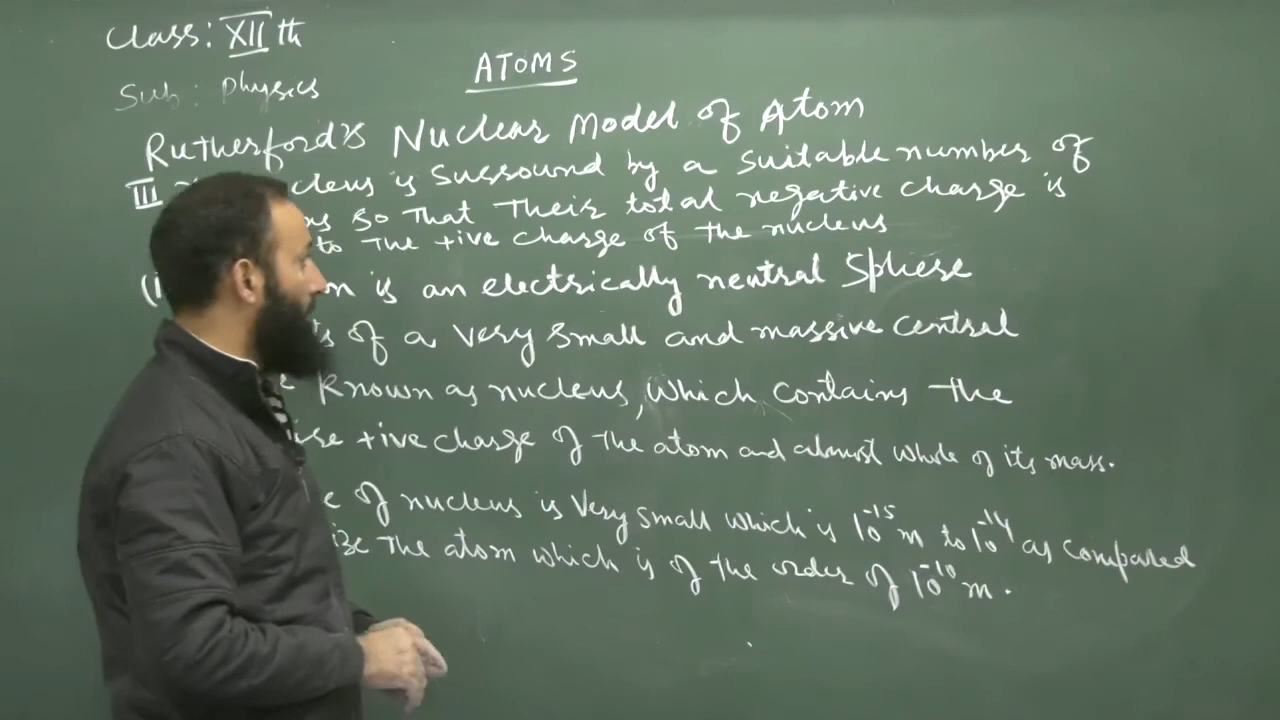 Class: XII th
Sub: Physics
ATOMS
Rutherford's Nuclear Model of Atom
III cleus is surround by a suitable number of
so that their total negative charge is
to the +ive charge of the nucleus
(i n is an electrically neutral sphere
of a very small and massive central
known as nucleus, which contains the
+ive charge of the atom and almost whole of its mass.
of nucleus is very small which is 10⁻¹⁵ m to 10⁻¹⁴ as compared
the atom which is of the order of 10⁻¹⁰ m.